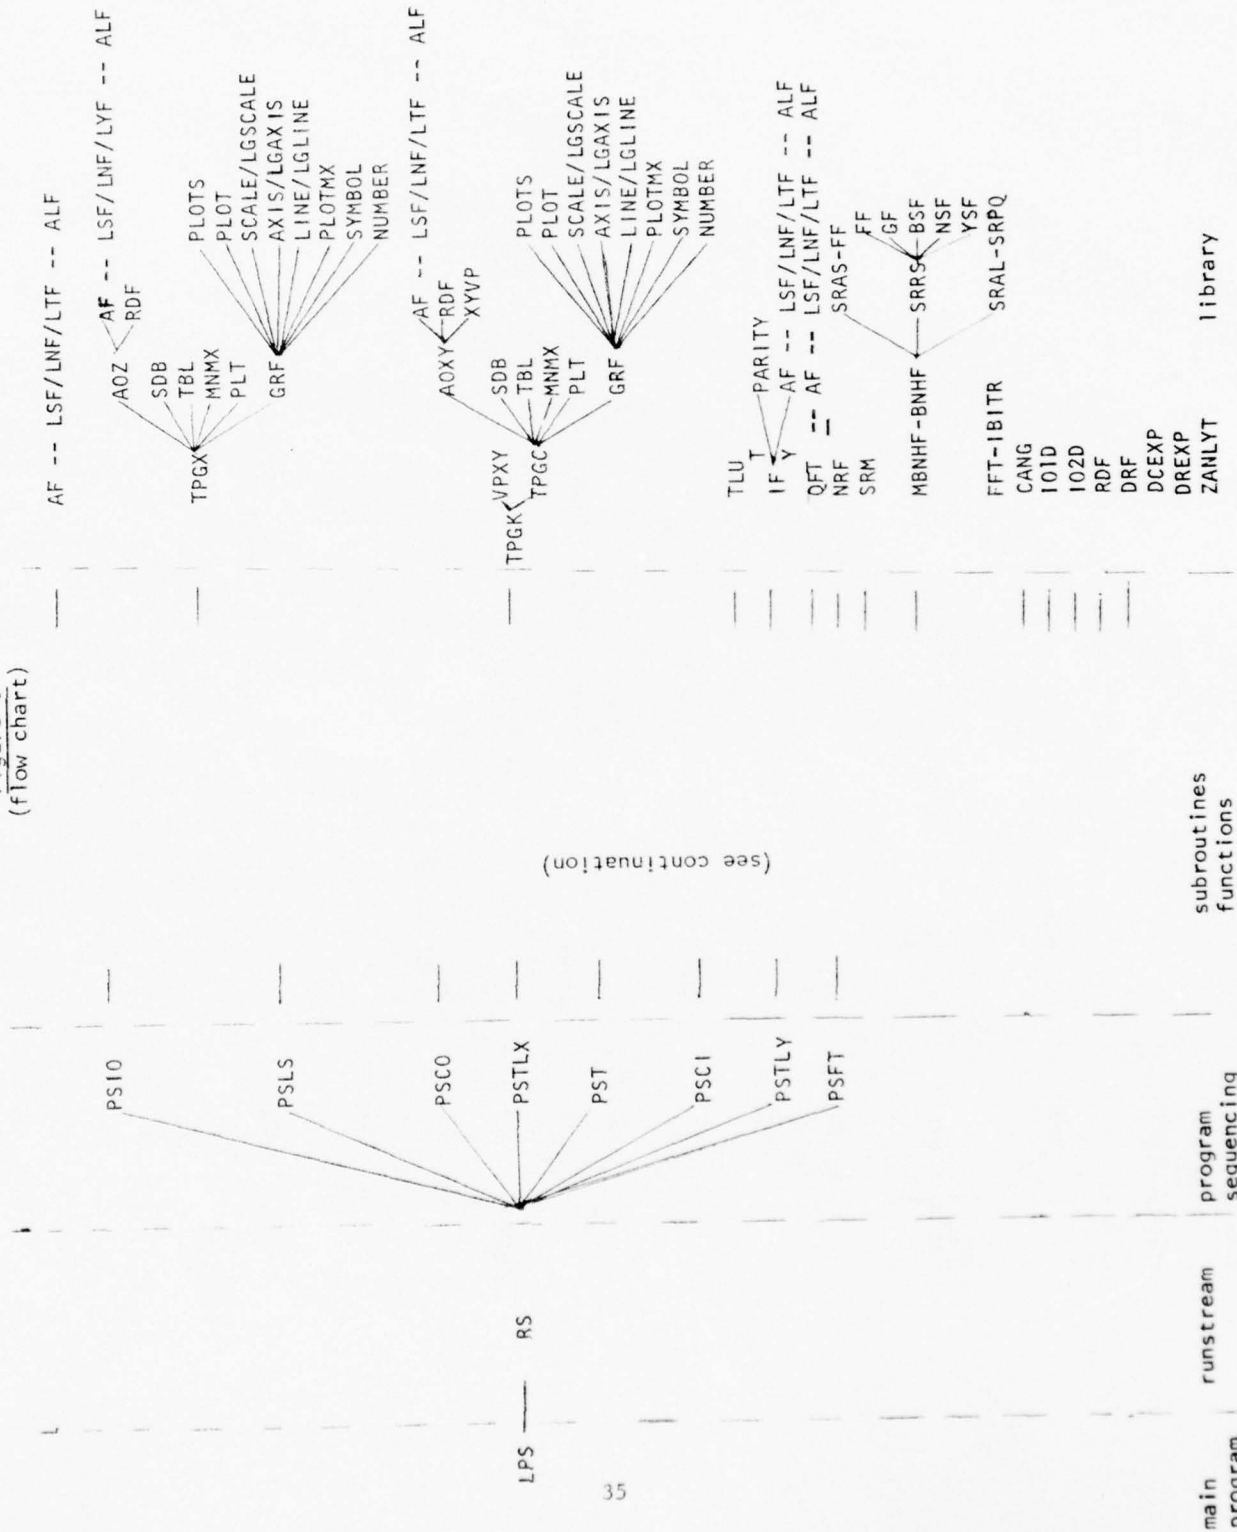 (flow chart)
AF -- LSF/LNF/LTF -- ALF
AOZ
AF -- LSF/LNF/LYF -- ALF
RDF
SDB
TBL
MNMX
PLT
TPGX
GRF
PLOTS
PLOT
SCALE/LGSCALE
AXIS/LGAXIS
LINE/LGLINE
PLOTMX
SYMBOL
NUMBER
AOXY
AF -- LSF/LNF/LTF -- ALF
RDF
XYVP
TPGK
VPXY
TPGC
SDB
TBL
MNMX
PLT
GRF
PLOTS
PLOT
SCALE/LGSCALE
AXIS/LGAXIS
LINE/LGLINE
PLOTMX
SYMBOL
NUMBER
TLU
IF
T
Y
PARITY
AF -- LSF/LNF/LTF -- ALF
QFT -- AF -- LSF/LNF/LTF -- ALF
NRF —
SRM
SRAS-FF
MBNHF-BNHF
SRRS
FF
GF
BSF
NSF
YSF
SRAL-SRPQ
FFT-IBITR
CANG
IO1D
IO2D
RDF
DRF
DCEXP
DREXP
ZANLYT
PSIO
PSLS
PSCO
PSTLX
PST
PSCI
PSTLY
PSFT
(see continuation)
LPS
RS
main
program
runstream
program
sequencing
subroutines
functions
library
35